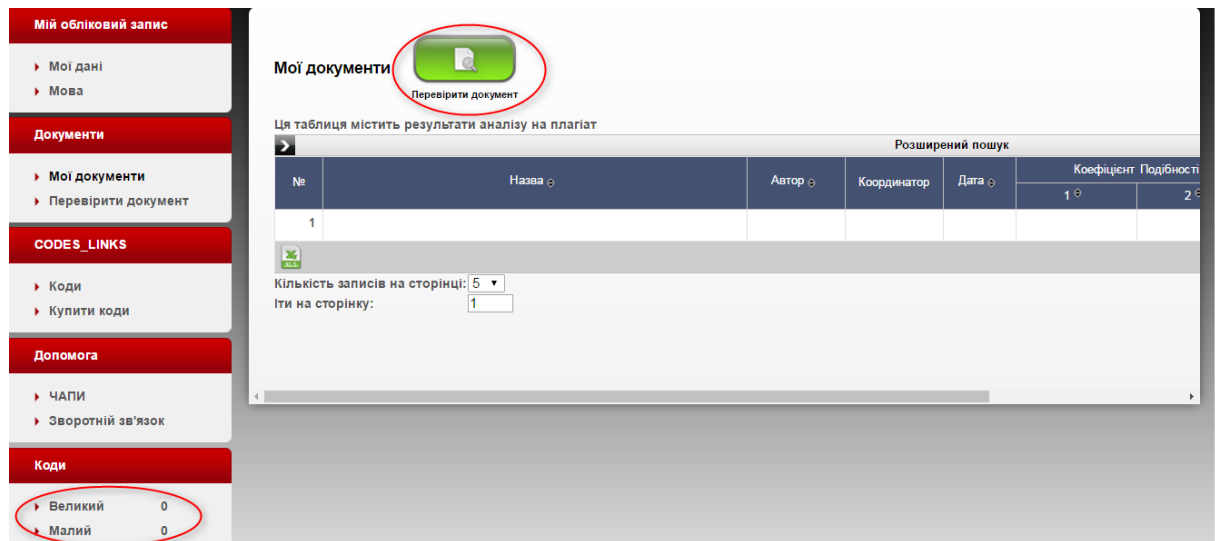 Мій обліковий запис
Мої дані
Мова
Документи
Мої документи
Перевірити документ
CODES_LINKS
Коди
Купити коди
Допомога
ЧАПИ
Зворотній зв'язок
Коди
Великий 0
Малий 0
Мої документи
Перевірити документ
Ця таблиця містить результати аналізу на плагіат
Розширений пошук
№ Назва Автор Координатор Дата Коефіцієнт Подібності
1 2
1
XLS
Кількість записів на сторінці: 5
Іти на сторінку: 1